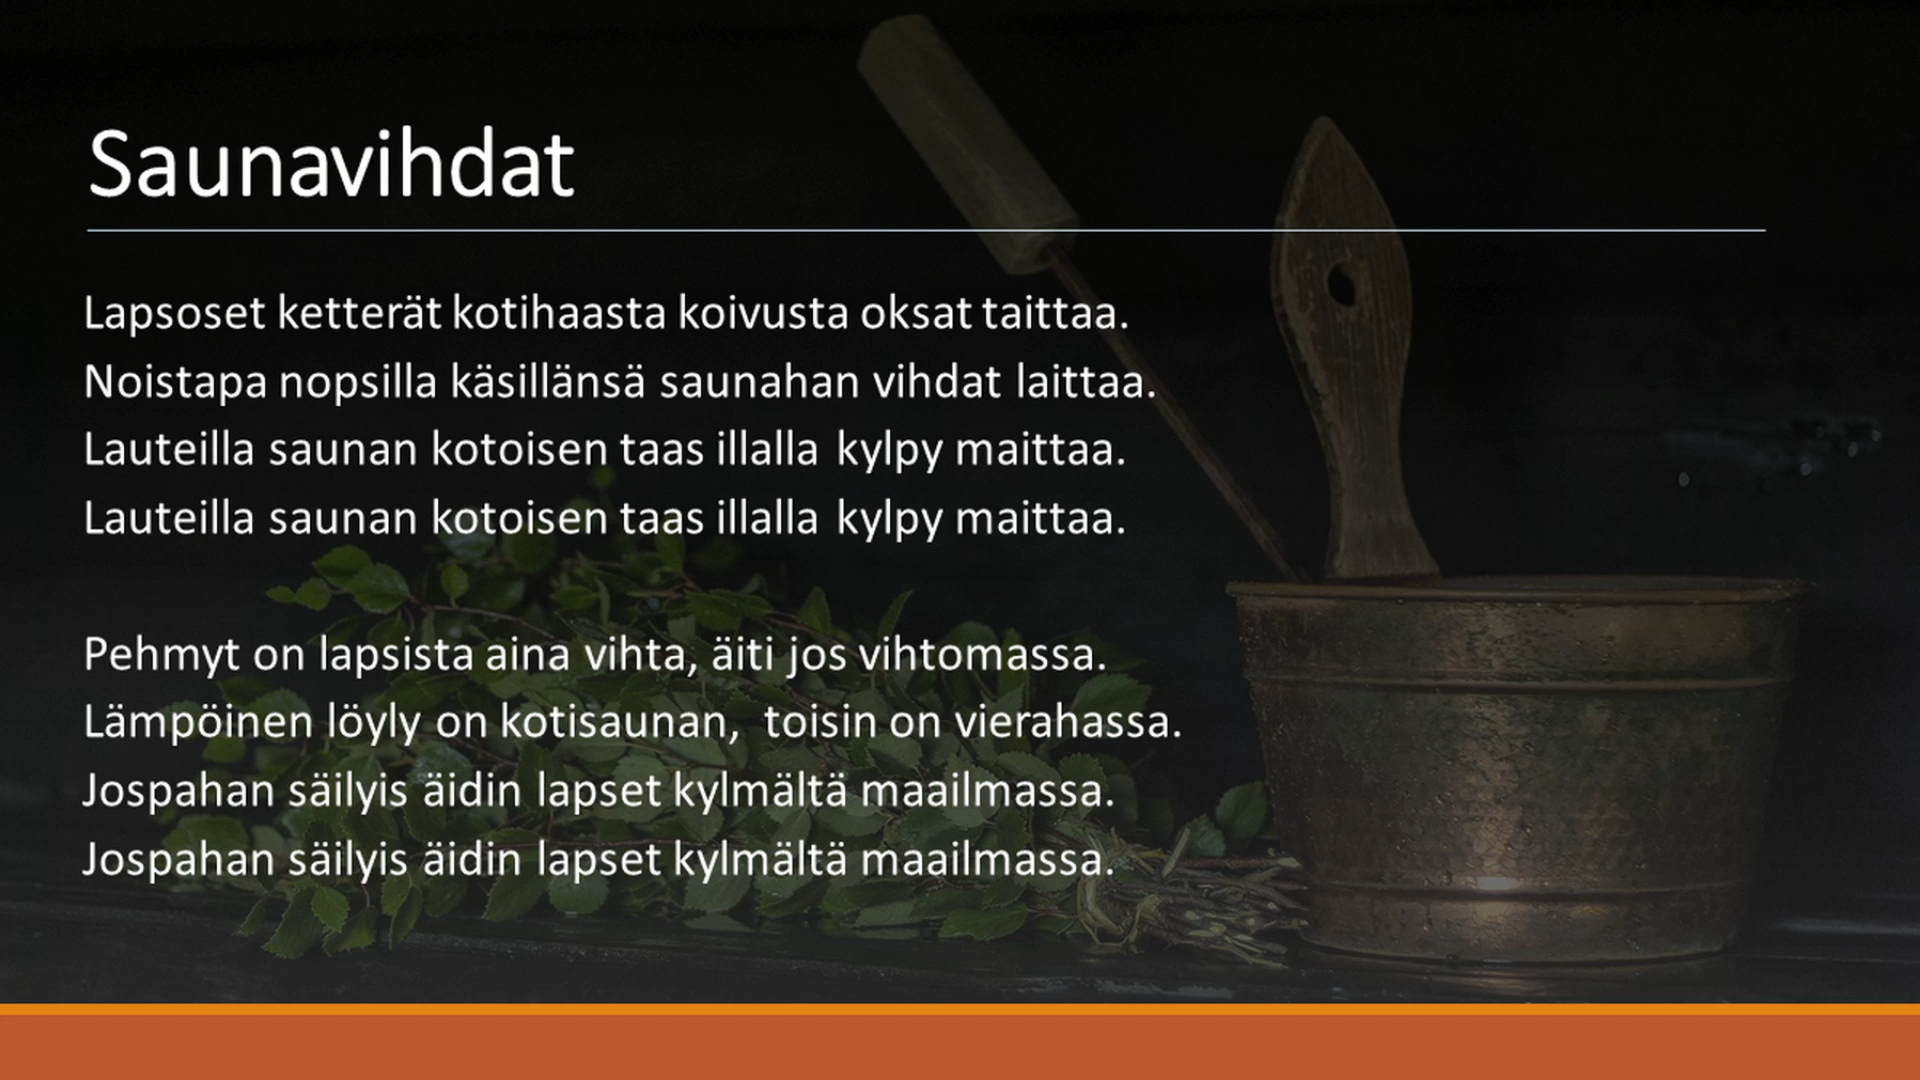 Saunavihdat
Lapsoset ketterät kotihaasta koivusta oksat taittaa.
Noistapa nopsilla käsillänsä saunahan vihdat laittaa.
Lauteilla saunan kotoisen taas illalla kylpy maittaa.
Lauteilla saunan kotoisen taas illalla kylpy maittaa.
Pehmyt on lapsista aina vihta, äiti jos vihtomassa.
Lämpöinen löyly on kotisaunan, toisin on vierahassa.
Jospahan säilyis äidin lapset kylmältä maailmassa.
Jospahan säilyis äidin lapset kylmältä maailmassa.